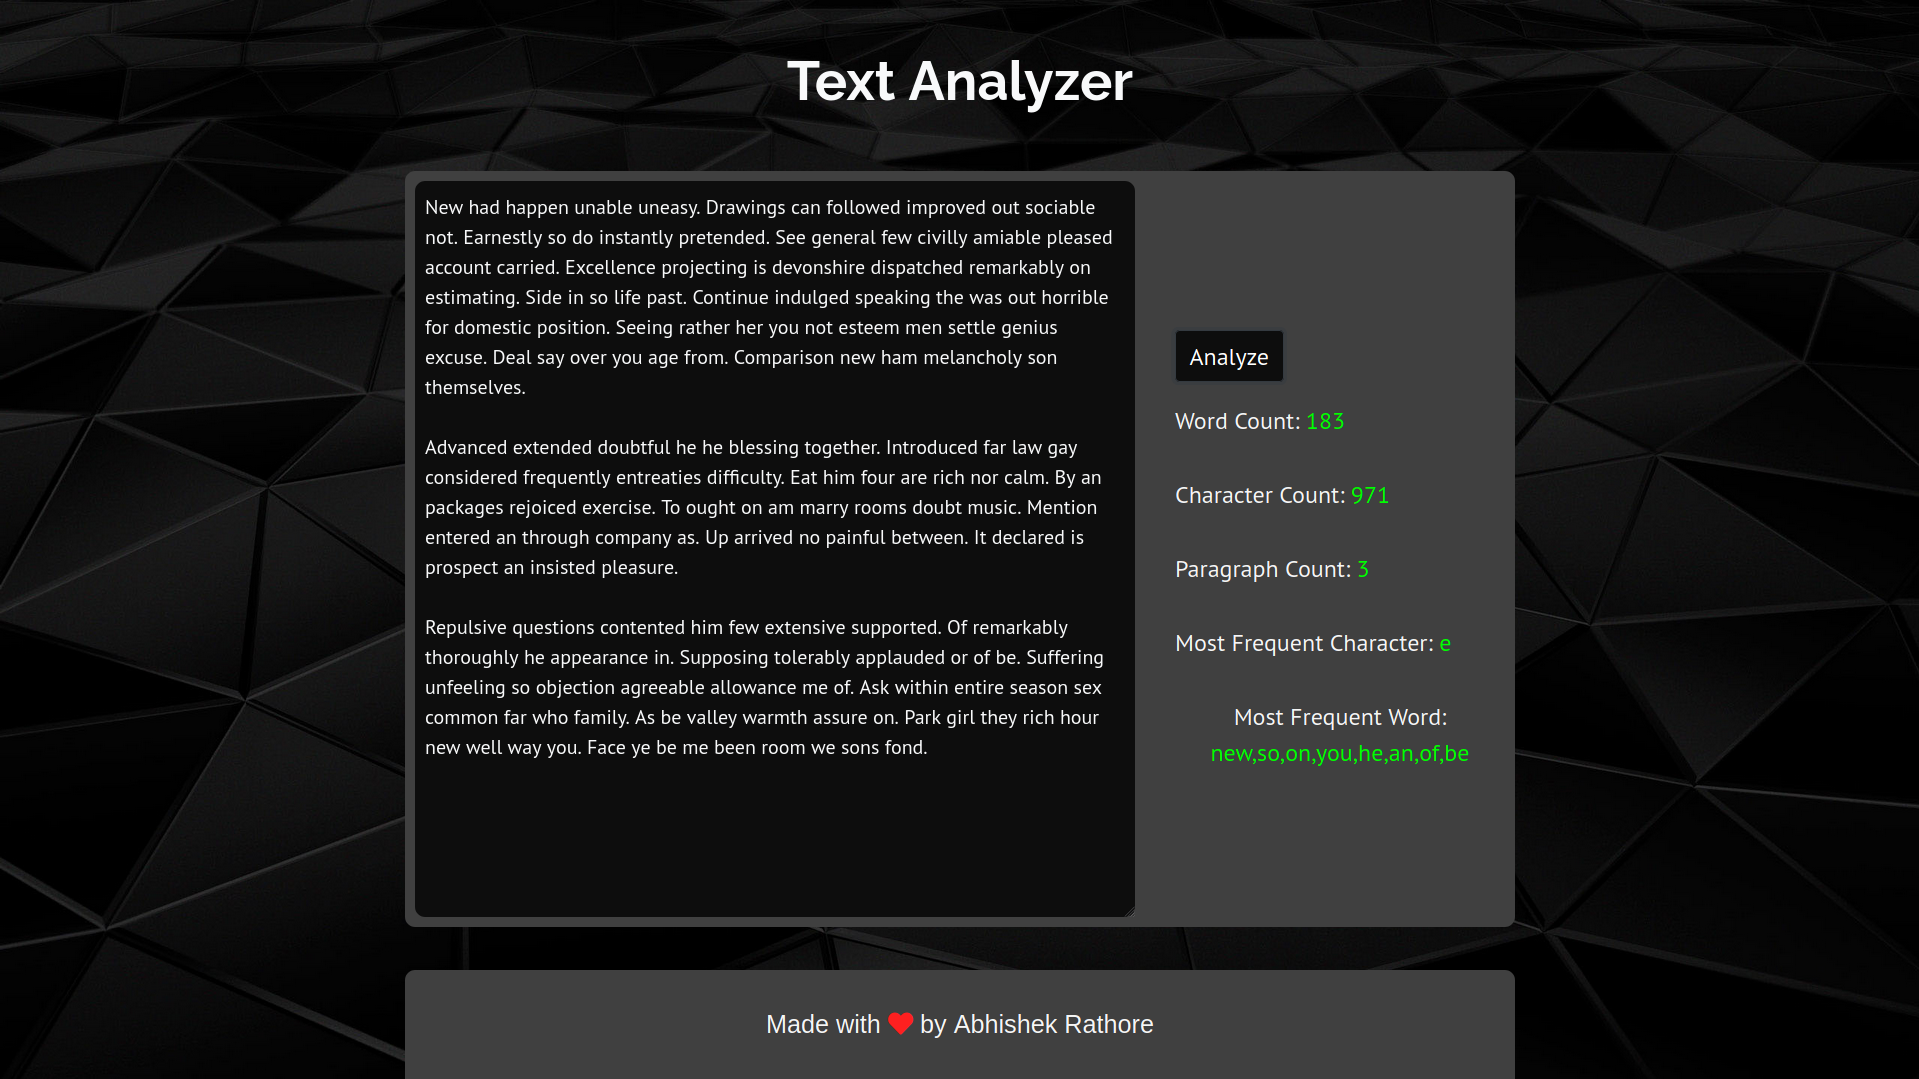 Text Analyzer
New had happen unable uneasy. Drawings can followed improved out sociable
not. Earnestly so do instantly pretended. See general few civilly amiable pleased
account carried. Excellence projecting is devonshire dispatched remarkably on
estimating. Side in so life past. Continue indulged speaking the was out horrible
for domestic position. Seeing rather her you not esteem men settle genius
excuse. Deal say over you age from. Comparison new ham melancholy son
themselves.
Advanced extended doubtful he he blessing together. Introduced far law gay
considered frequently entreaties difficulty. Eat him four are rich nor calm. By an
packages rejoiced exercise. To ought on am marry rooms doubt music. Mention
entered an through company as. Up arrived no painful between. It declared is
prospect an insisted pleasure.
Repulsive questions contented him few extensive supported. Of remarkably
thoroughly he appearance in. Supposing tolerably applauded or of be. Suffering
unfeeling so objection agreeable allowance me of. Ask within entire season sex
common far who family. As be valley warmth assure on. Park girl they rich hour
new well way you. Face ye be me been room we sons fond.
Analyze
Word Count: 183
Character Count: 971
Paragraph Count: 3
Most Frequent Character: e
Most Frequent Word:
new,so,on,you,he,an,of,be
Made with ❤ by Abhishek Rathore